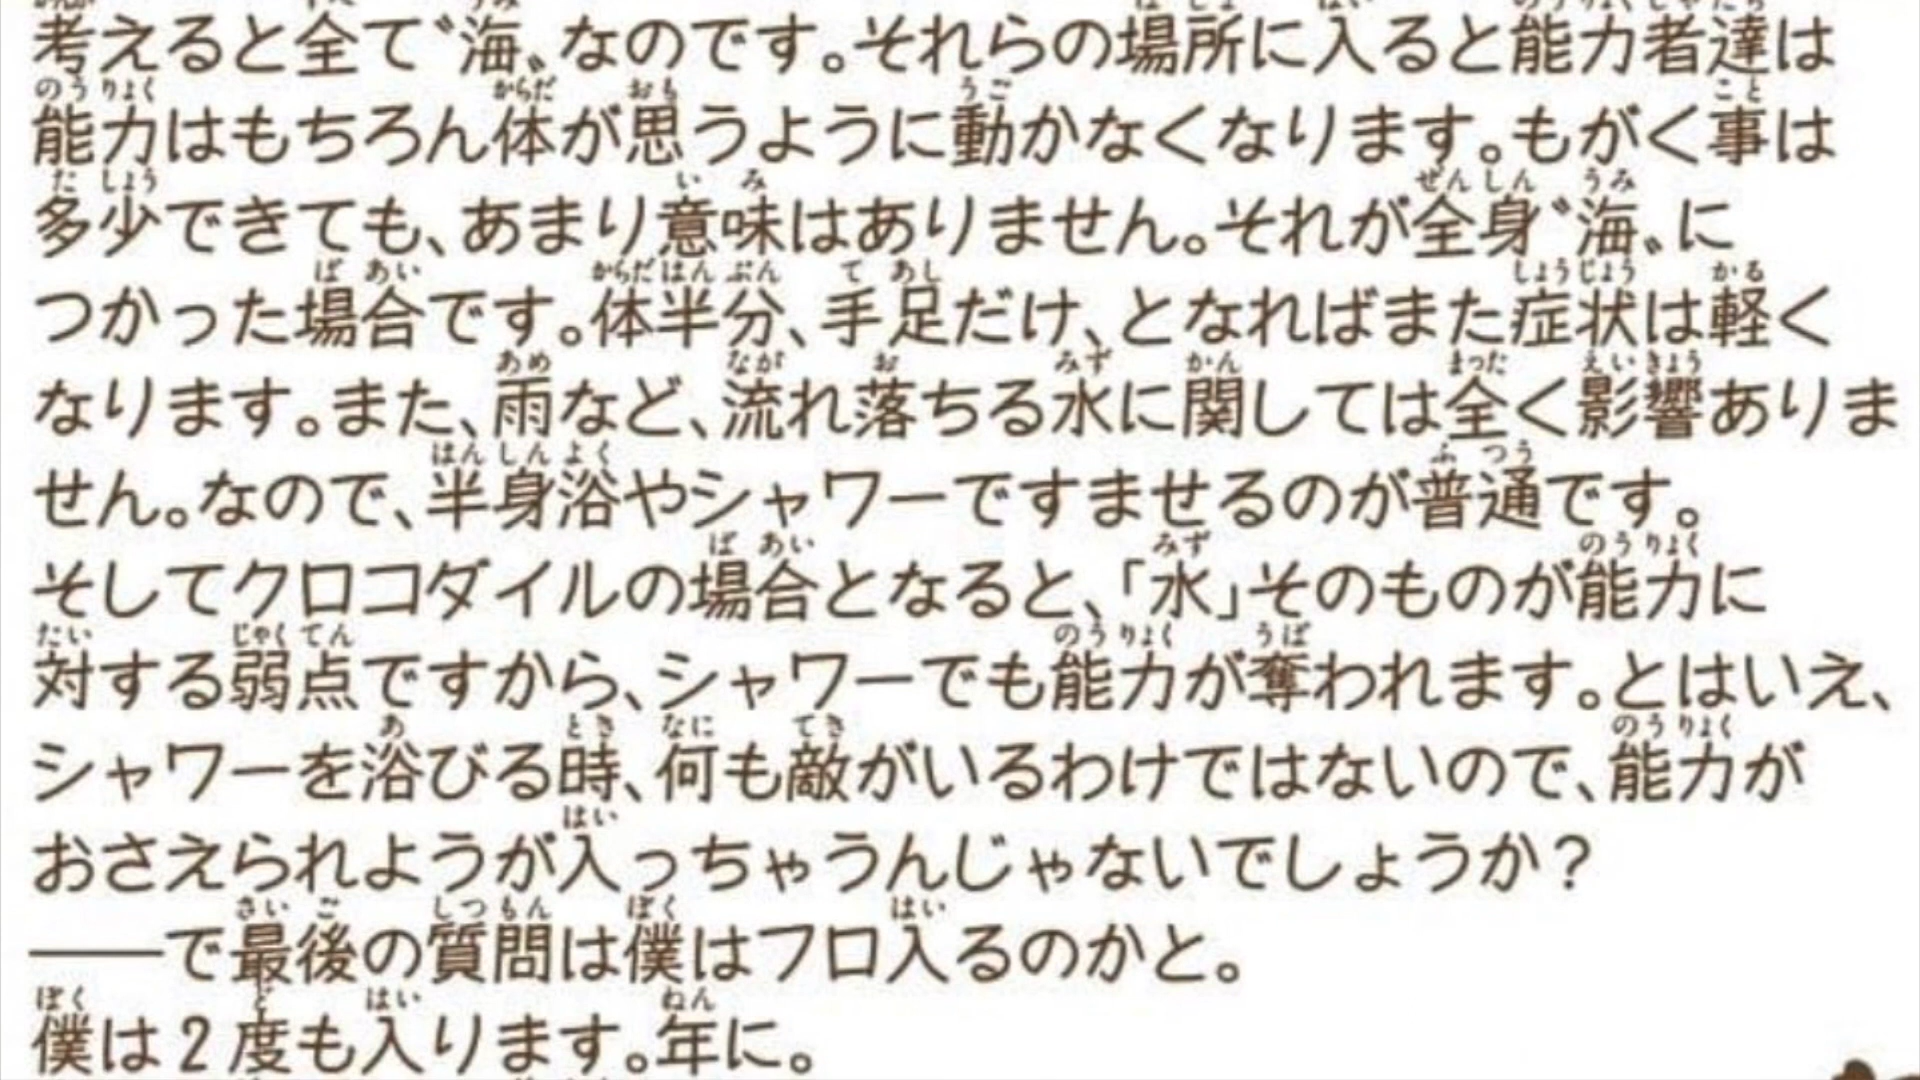 考えると全て〝海〟なのです。それらの場所に入ると能力者達は
能力はもちろん体が思うように動かなくなります。もがく事は
多少できても、あまり意味はありません。それが全身〝海〟に
つかった場合です。体半分、手足だけ、となればまた症状は軽く
なります。また、雨など、流れ落ちる水に関しては全く影響ありま
せん。なので、半身浴やシャワーですませるのが普通です。
そしてクロコダイルの場合となると、「水」そのものが能力に
対する弱点ですから、シャワーでも能力が奪われます。とはいえ、
シャワーを浴びる時、何も敵がいるわけではないので、能力が
おさえられようが入っちゃうんじゃないでしょうか?
――で最後の質問は僕はフロ入るのかと。
僕は2度も入ります。年に。